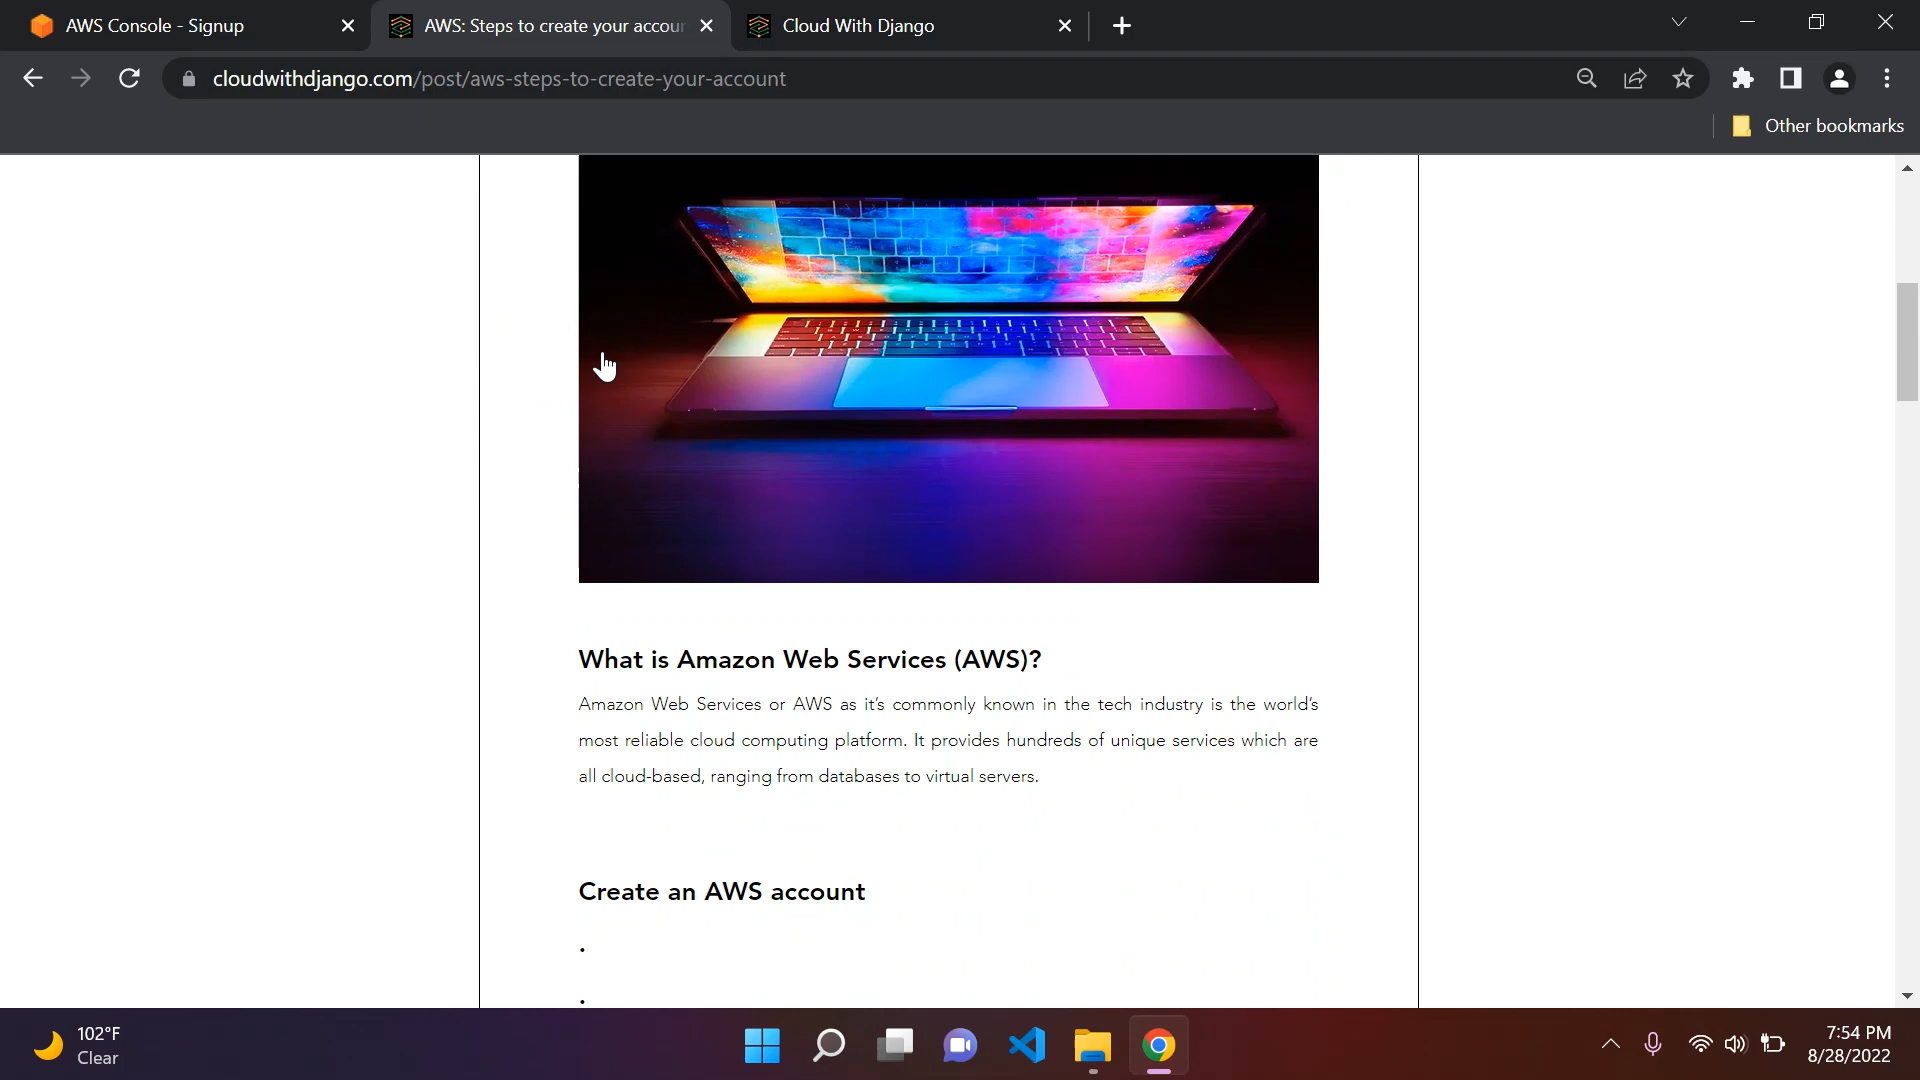 AWS Console - Signup
AWS: Steps to create your accour
Cloud With Django
cloudwithdjango.com/post/aws-steps-to-create-your-account
Other bookmarks
What is Amazon Web Services (AWS)?
Amazon Web Services or AWS as it's commonly known in the tech industry is the world's
most reliable cloud computing platform. It provides hundreds of unique services which are
all cloud-based, ranging from databases to virtual servers.
Create an AWS account
•
•
102°F
Clear
7:54 PM
8/28/2022